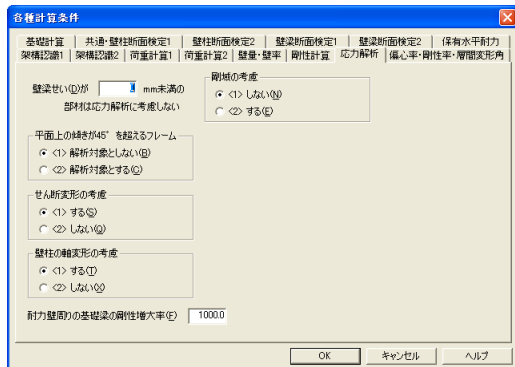 各種計算条件
基礎計算 共通・壁柱断面検定1 壁柱断面検定2 壁梁断面検定1 壁梁断面検定2 保有水平耐力
架構認識1 架構認識2 荷重計算1 荷重計算2 壁量・壁率 剛性計算 応力解析 偏心率・剛性率・層間変形角
壁梁せい(D)が mm未満の
部材は応力解析に考慮しない
剛域の考慮
<1> しない(N)
<2> する(E)
平面上の傾きが45°を超えるフレーム
<1> 解析対象としない(B)
<2> 解析対象とする(C)
せん断変形の考慮
<1> する(S)
<2> しない(Q)
壁柱の軸変形の考慮
<1> する(T)
<2> しない(X)
耐力壁周りの基礎梁の剛性増大率(F) 1000.0
OK キャンセル ヘルプ